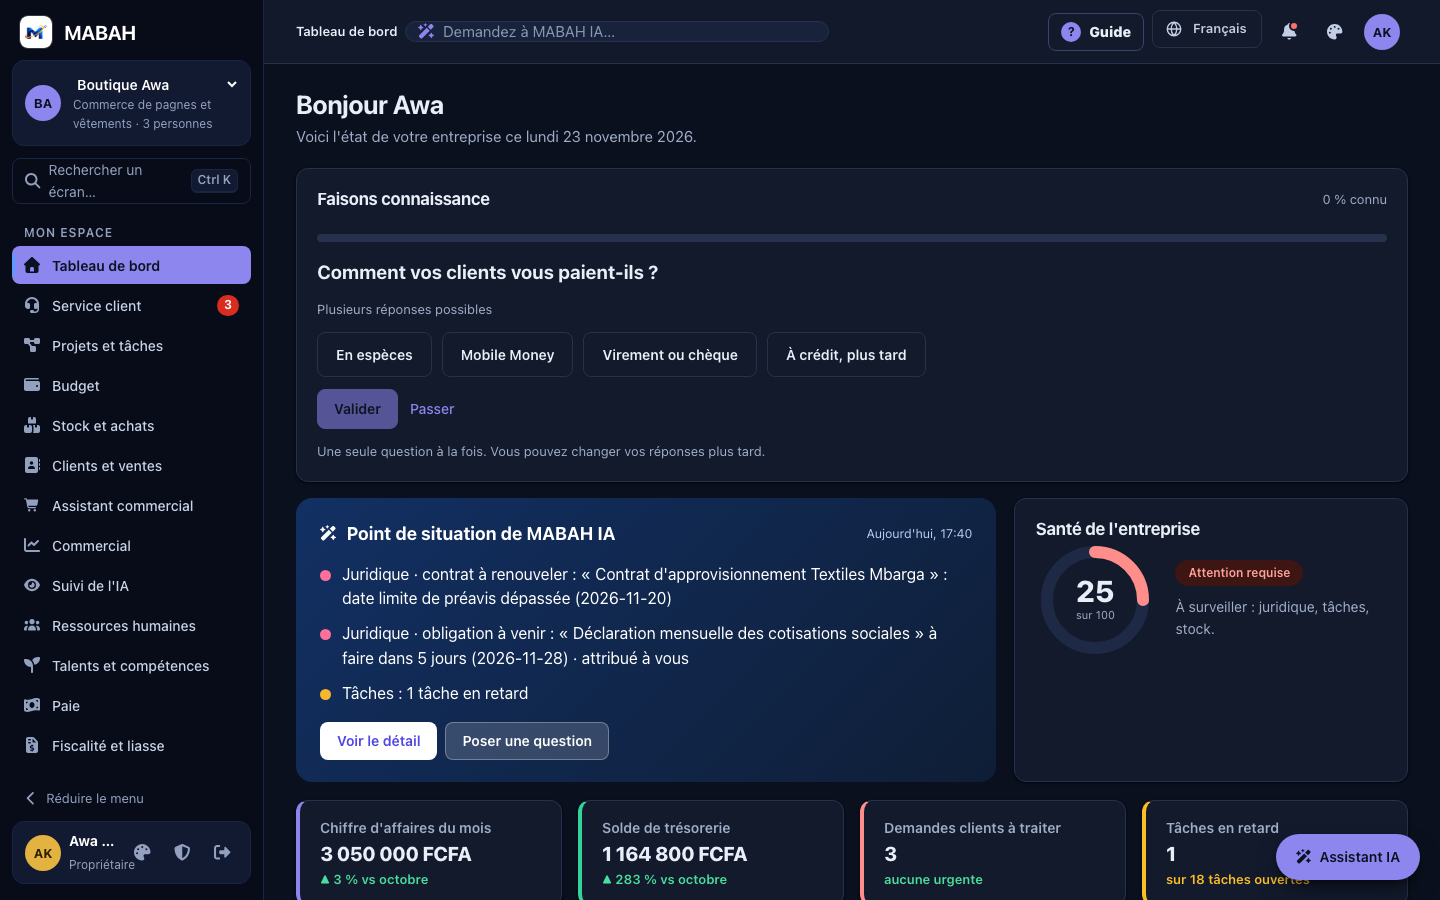 MABAH
BA
Boutique Awa
Commerce de pagnes et
vêtements · 3 personnes
Rechercher un
écran...
Ctrl K
MON ESPACE
Tableau de bord
Service client
3
Projets et tâches
Budget
Stock et achats
Clients et ventes
Assistant commercial
Commercial
Suivi de l'IA
Ressources humaines
Talents et compétences
Paie
Fiscalité et liasse
Réduire le menu
AK
Awa ...
Propriétaire
Tableau de bord
Demandez à MABAH IA...
? Guide
Français
AK
Bonjour Awa
Voici l'état de votre entreprise ce lundi 23 novembre 2026.
Faisons connaissance
0 % connu
Comment vos clients vous paient-ils ?
Plusieurs réponses possibles
En espèces
Mobile Money
Virement ou chèque
À crédit, plus tard
Valider
Passer
Une seule question à la fois. Vous pouvez changer vos réponses plus tard.
Point de situation de MABAH IA
Aujourd'hui, 17:40
Juridique · contrat à renouveler : « Contrat d'approvisionnement Textiles Mbarga » :
date limite de préavis dépassée (2026-11-20)
Juridique · obligation à venir : « Déclaration mensuelle des cotisations sociales » à
faire dans 5 jours (2026-11-28) · attribué à vous
Tâches : 1 tâche en retard
Voir le détail
Poser une question
Santé de l'entreprise
25
sur 100
Attention requise
À surveiller : juridique, tâches,
stock.
Chiffre d'affaires du mois
3 050 000 FCFA
▲ 3 % vs octobre
Solde de trésorerie
1 164 800 FCFA
▲ 283 % vs octobre
Demandes clients à traiter
3
aucune urgente
Tâches en retard
1
sur 18 tâches ouvertes
Assistant IA